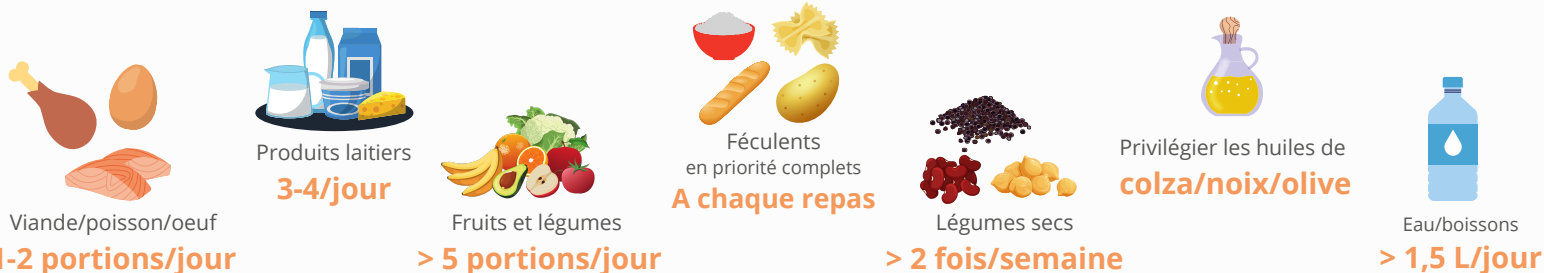 Viande/poisson/oeuf
1-2 portions/jour
Produits laitiers
3-4/jour
Fruits et légumes
> 5 portions/jour
Féculents
en priorité complets
A chaque repas
Légumes secs
> 2 fois/semaine
Privilégier les huiles de
colza/noix/olive
Eau/boissons
> 1,5 L/jour